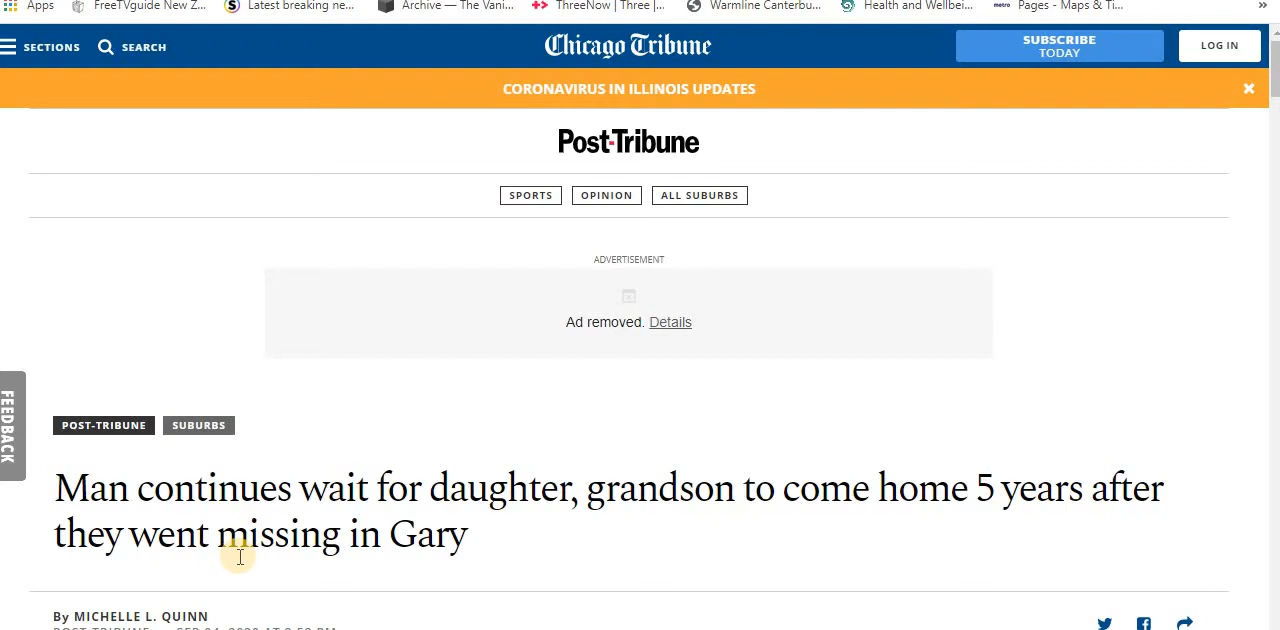 Apps FreeTVguide New Z... Latest breaking ne... Archive — The Vani... ThreeNow | Three |... Warmline Canterbu... Health and Wellbei... metro Pages - Maps & Ti... »
SECTIONS SEARCH Chicago Tribune SUBSCRIBE TODAY LOG IN
CORONAVIRUS IN ILLINOIS UPDATES
Post-Tribune
SPORTS OPINION ALL SUBURBS
ADVERTISEMENT
Ad removed. Details
FEEDBACK
POST-TRIBUNE SUBURBS
Man continues wait for daughter, grandson to come home 5 years after
they went missing in Gary
By MICHELLE L. QUINN